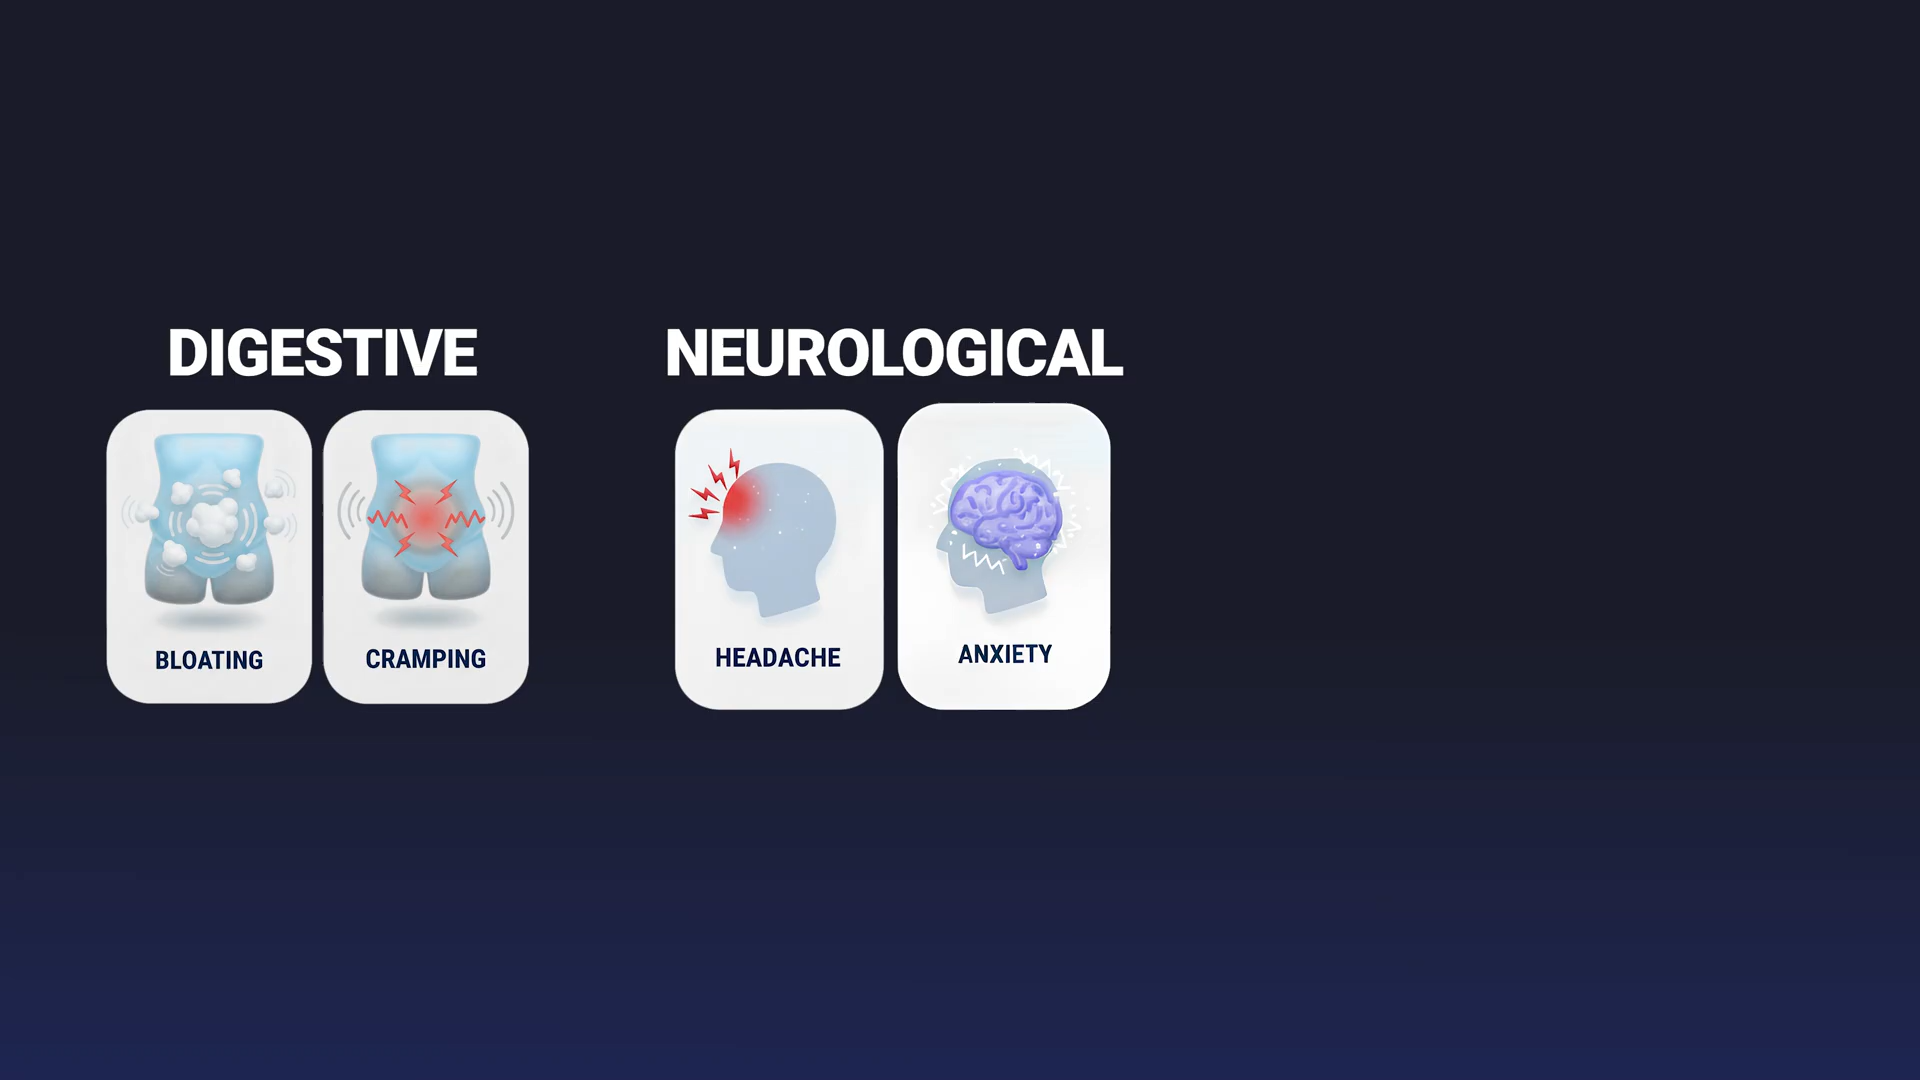 DIGESTIVE
BLOATING
CRAMPING
NEUROLOGICAL
HEADACHE
ANXIETY